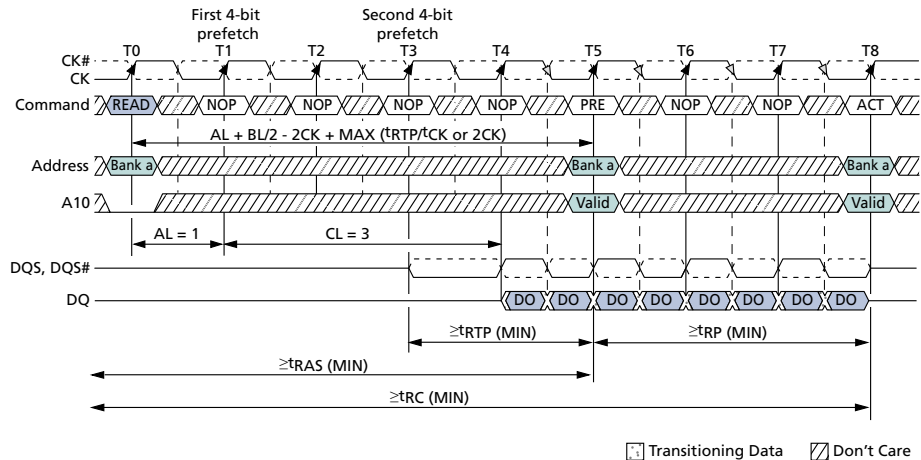 First 4-bit prefetch Second 4-bit prefetch
T0 T1 T2 T3 T4 T5 T6 T7 T8
CK#
CK
Command READ NOP NOP NOP NOP PRE NOP NOP ACT
AL + BL/2 - 2CK + MAX (tRTP/tCK or 2CK)
Address Bank a Bank a Bank a
A10 Valid Valid
AL = 1 CL = 3
DQS, DQS#
DQ DO DO DO DO DO DO DO DO
≥tRTP (MIN) ≥tRP (MIN)
≥tRAS (MIN)
≥tRC (MIN)
Transitioning Data Don't Care